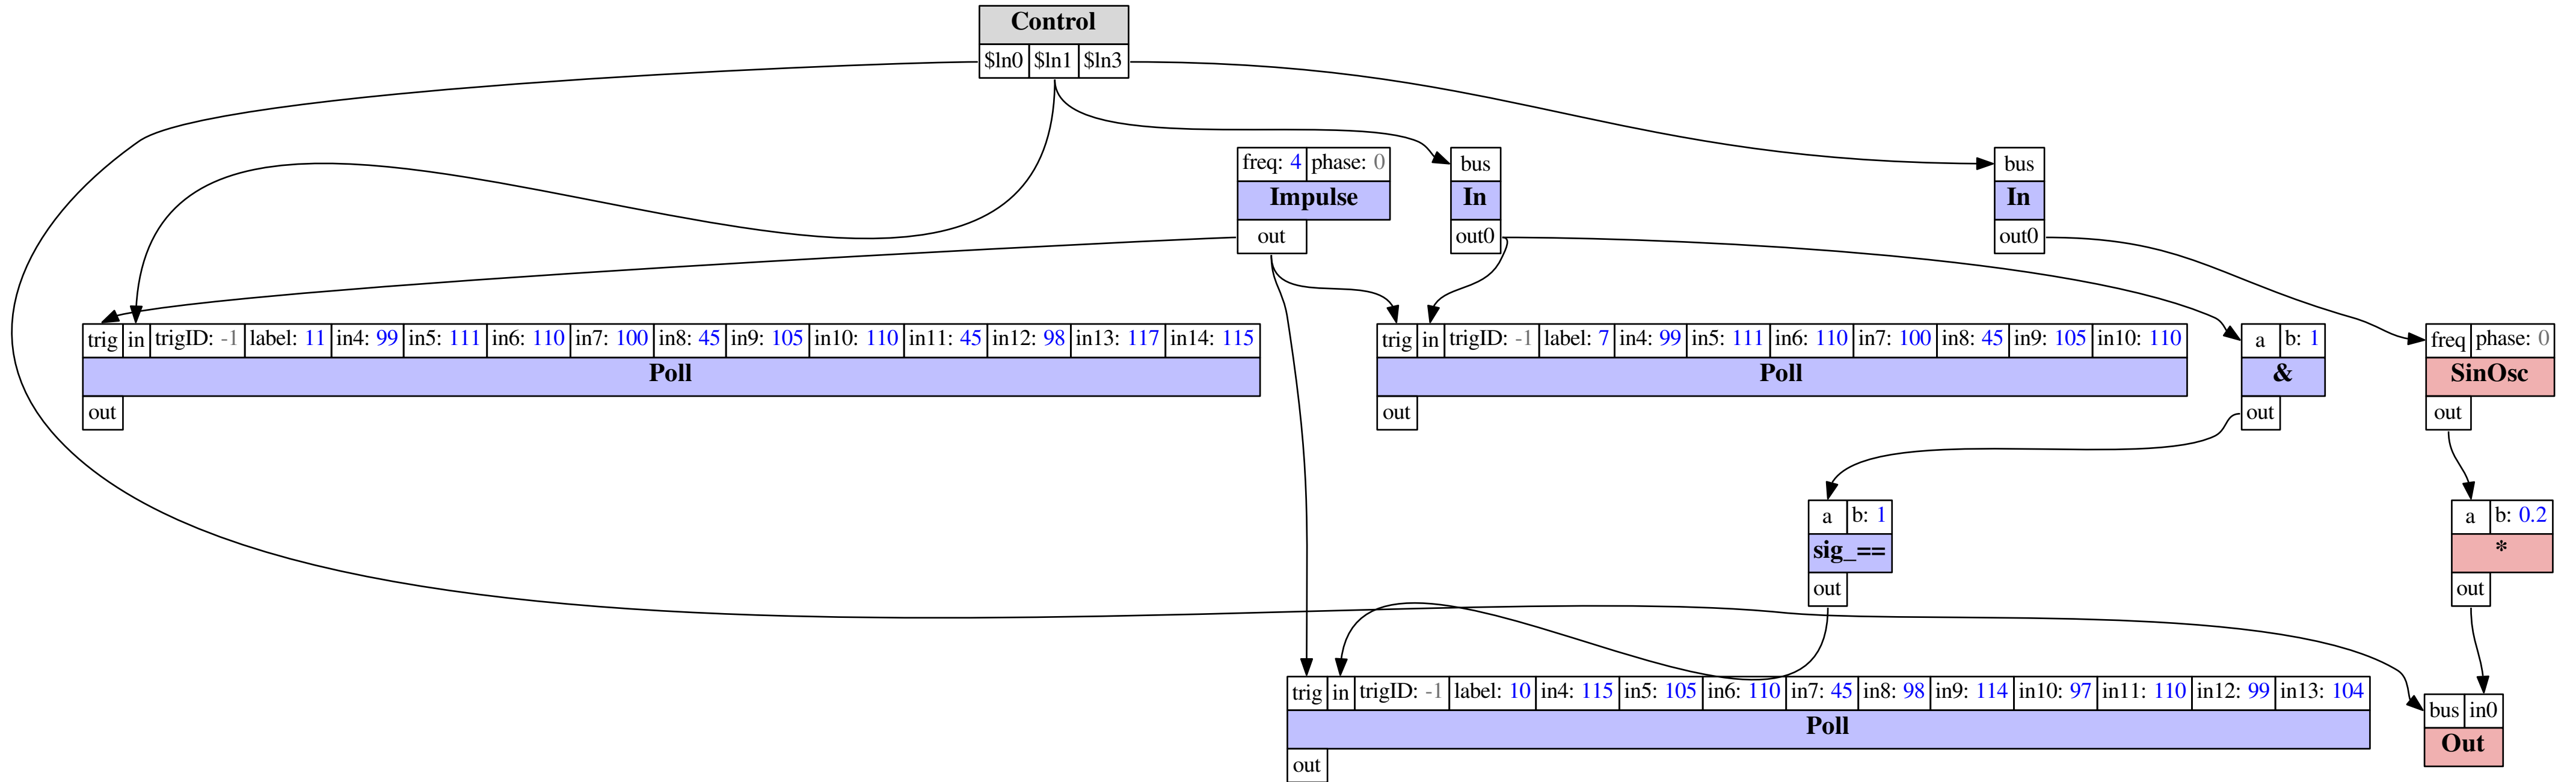 Control
$ln0 $ln1 $ln3
freq: 4 phase: 0
Impulse
out
bus
In
out0
bus
In
out0
trig in trigID: -1 label: 11 in4: 99 in5: 111 in6: 110 in7: 100 in8: 45 in9: 105 in10: 110 in11: 45 in12: 98 in13: 117 in14: 115
Poll
out
trig in trigID: -1 label: 7 in4: 99 in5: 111 in6: 110 in7: 100 in8: 45 in9: 105 in10: 110
Poll
out
a b: 1
&
out
freq phase: 0
SinOsc
out
a b: 1
sig_==
out
a b: 0.2
*
out
trig in trigID: -1 label: 10 in4: 115 in5: 105 in6: 110 in7: 45 in8: 98 in9: 114 in10: 97 in11: 110 in12: 99 in13: 104
Poll
out
bus in0
Out